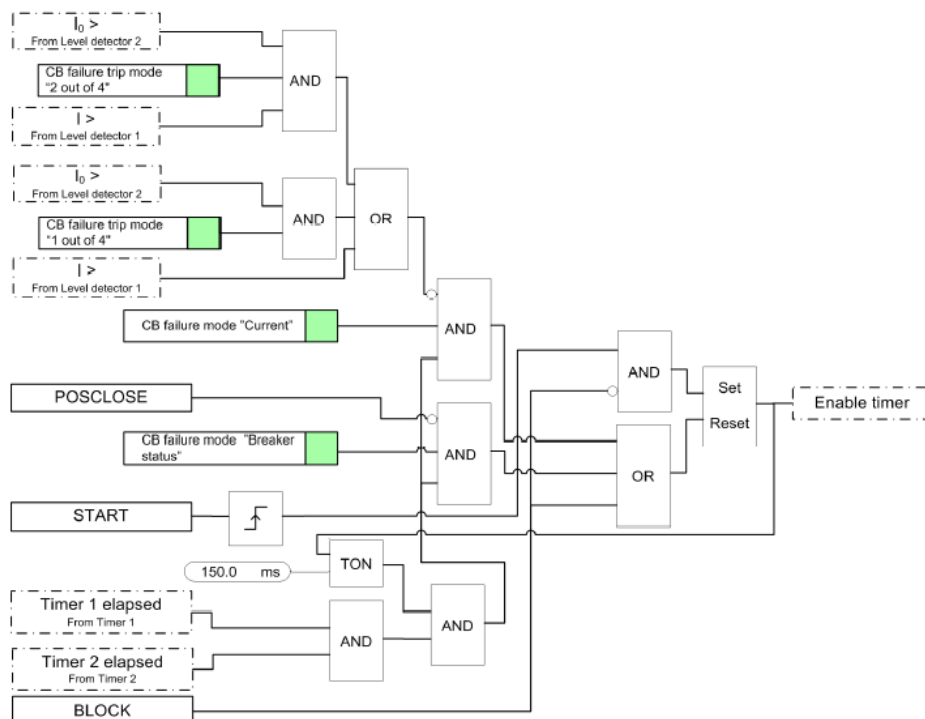 I₀ >
From Level detector 2
CB failure trip mode
"2 out of 4"
AND
I >
From Level detector 1
I₀ >
From Level detector 2
CB failure trip mode
"1 out of 4"
AND
OR
I >
From Level detector 1
CB failure mode "Current"
AND
AND
Set
Reset
Enable timer
POSCLOSE
CB failure mode "Breaker
status"
AND
OR
START
150.0 ms
TON
Timer 1 elapsed
From Timer 1
AND
AND
Timer 2 elapsed
From Timer 2
BLOCK